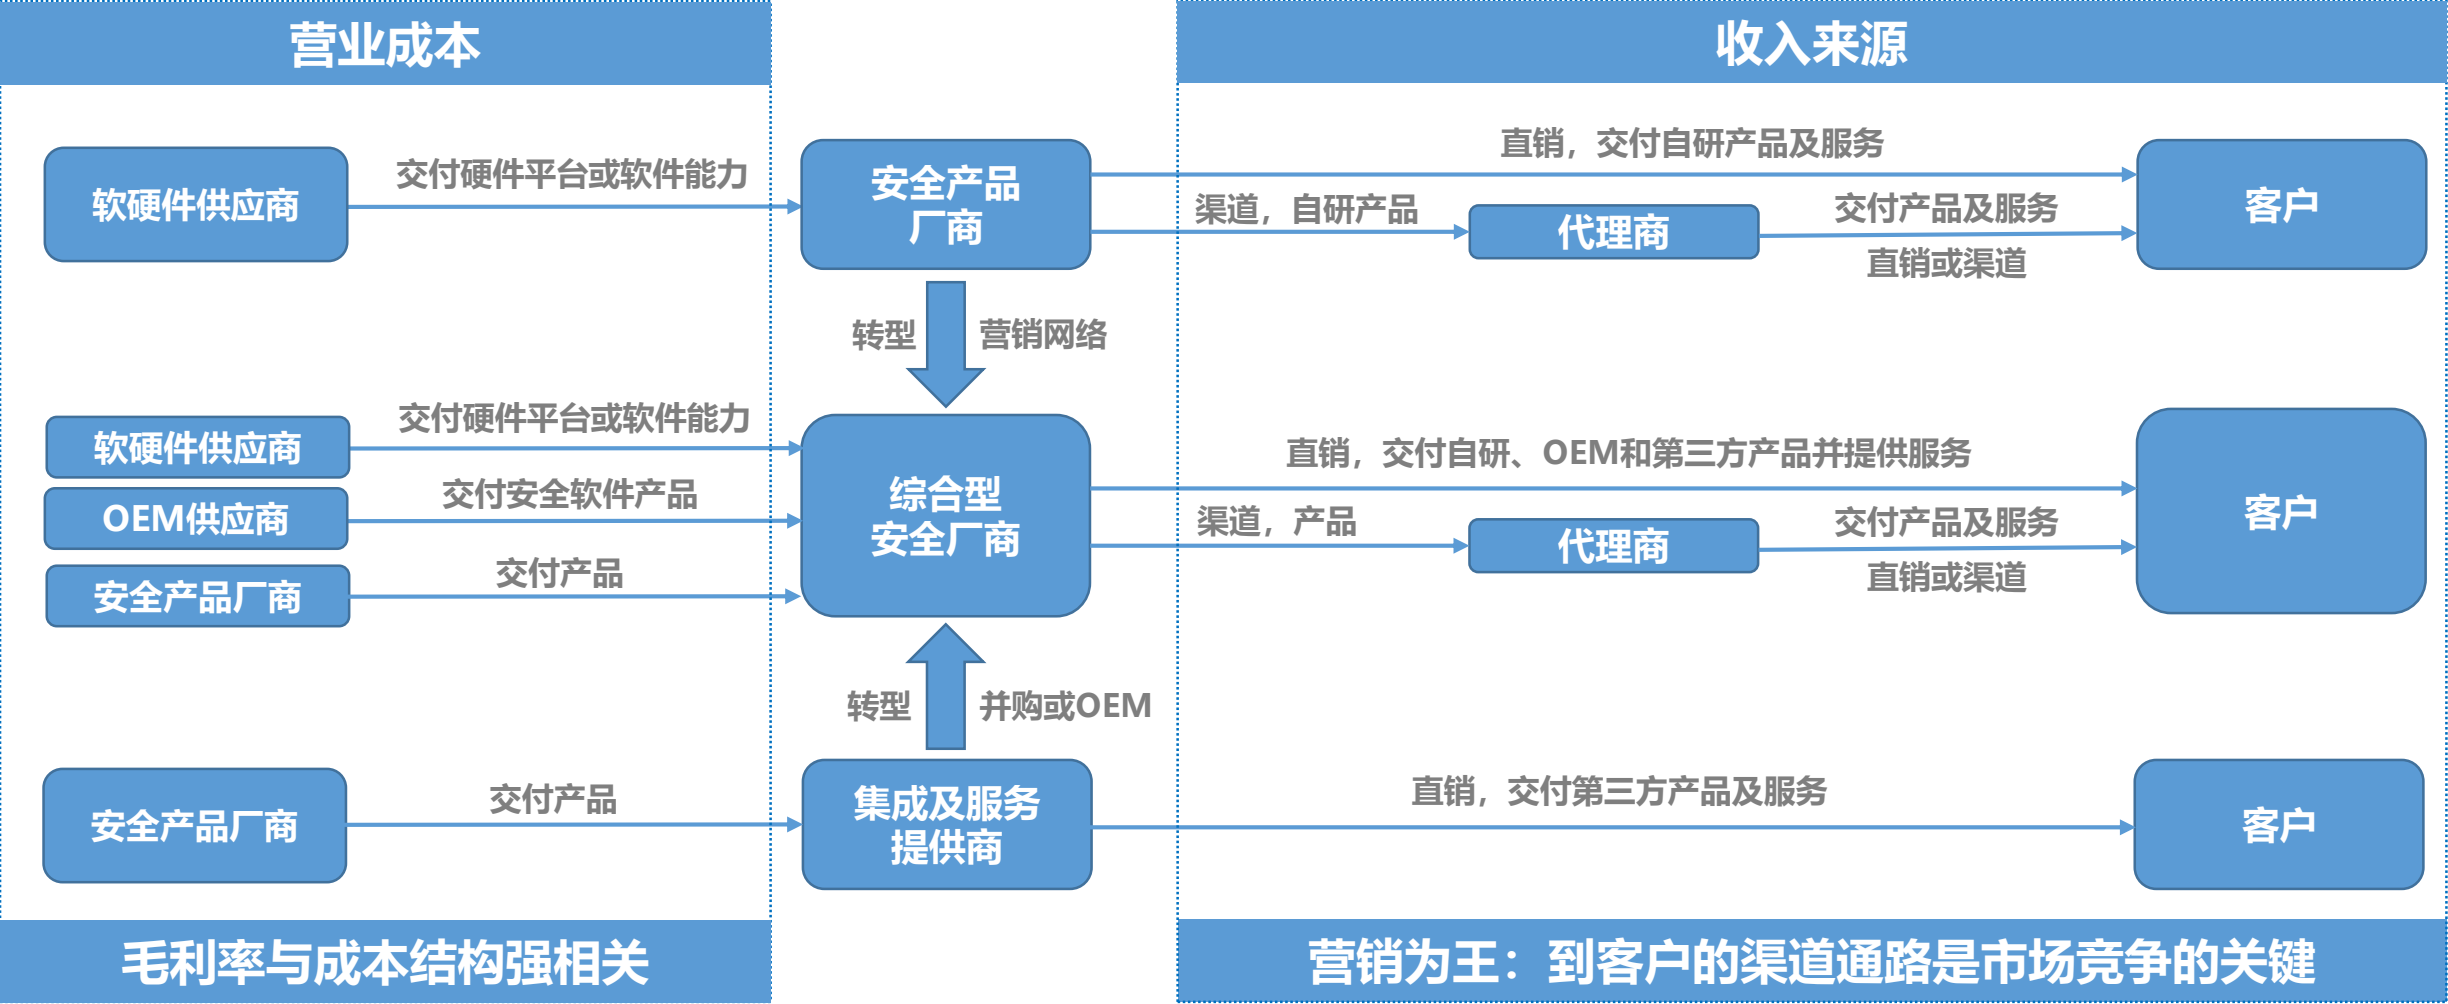 营业成本
收入来源
软硬件供应商
交付硬件平台或软件能力
安全产品
厂商
直销，交付自研产品及服务
渠道，自研产品
代理商
交付产品及服务
直销或渠道
客户
转型
营销网络
软硬件供应商
交付硬件平台或软件能力
OEM供应商
交付安全软件产品
安全产品厂商
交付产品
综合型
安全厂商
直销，交付自研、OEM和第三方产品并提供服务
渠道，产品
代理商
交付产品及服务
直销或渠道
客户
转型
并购或OEM
安全产品厂商
交付产品
集成及服务
提供商
直销，交付第三方产品及服务
客户
毛利率与成本结构强相关
营销为王：到客户的渠道通路是市场竞争的关键